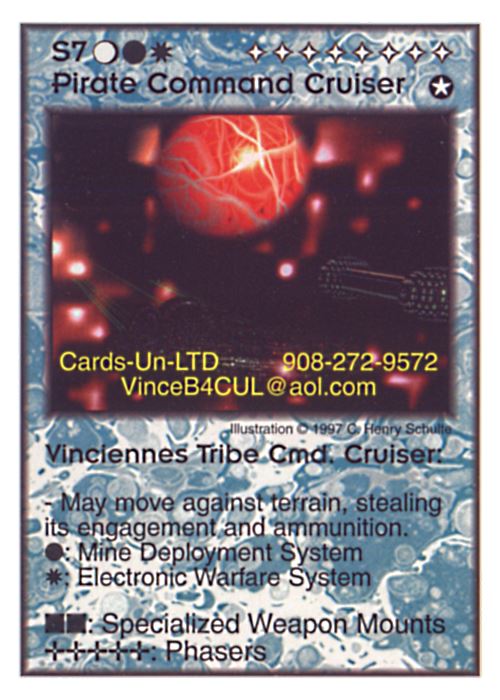 S7
Pirate Command Cruiser
Cards-Un-LTD 908-272-9572
VinceB4CUL@aol.com
Illustration © 1997 C. Henry Schulte
Vinciennes Tribe Cmd. Cruiser:
- May move against terrain, stealing
its engagement and ammunition.
●: Mine Deployment System
✷: Electronic Warfare System
■■: Specialized Weapon Mounts
✛✛✛✛✛: Phasers